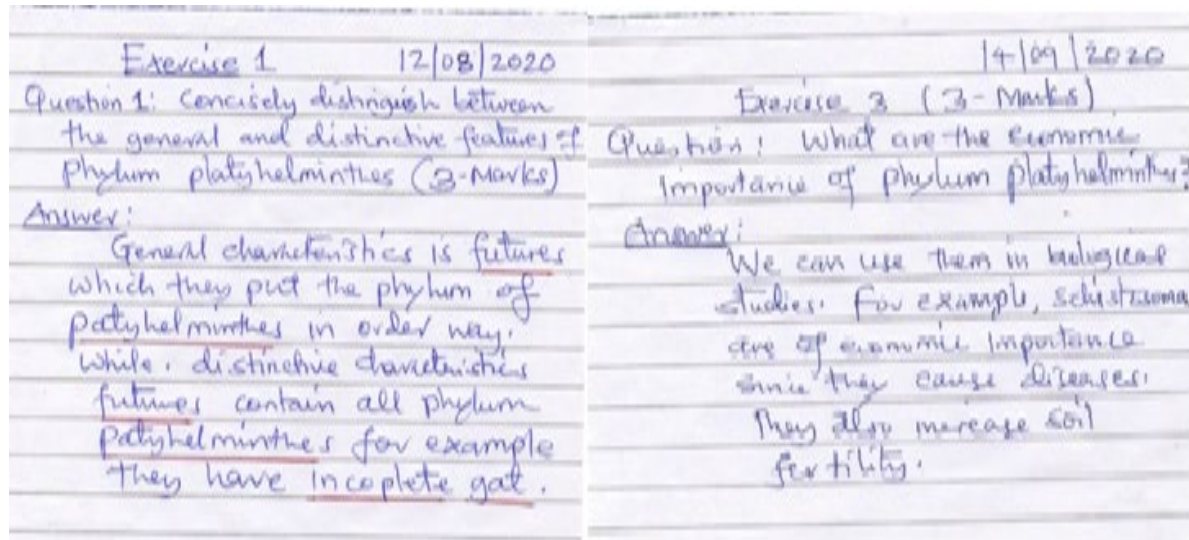 Exercise 1 12/08/2020
Question 1: Concisely distinguish between
the general and distinctive features of
phylum platyhelminthes (3-Marks)
Answer:
General characteristics is futures
which they put the phylum of
patyhelminthes in order way.
while. distinctive charecteristics
futures contain all phylum
patyhelminthes for example
they have incoplete gat.
14/09/2020
Exercise 3 (3-Marks)
Question: What are the economic
importance of phylum platyhelminthes?
Answer:
We can use them in biological
studies. For example, schistosoma
are of economic importance
since they cause diseases.
They also increase soil
fertility.